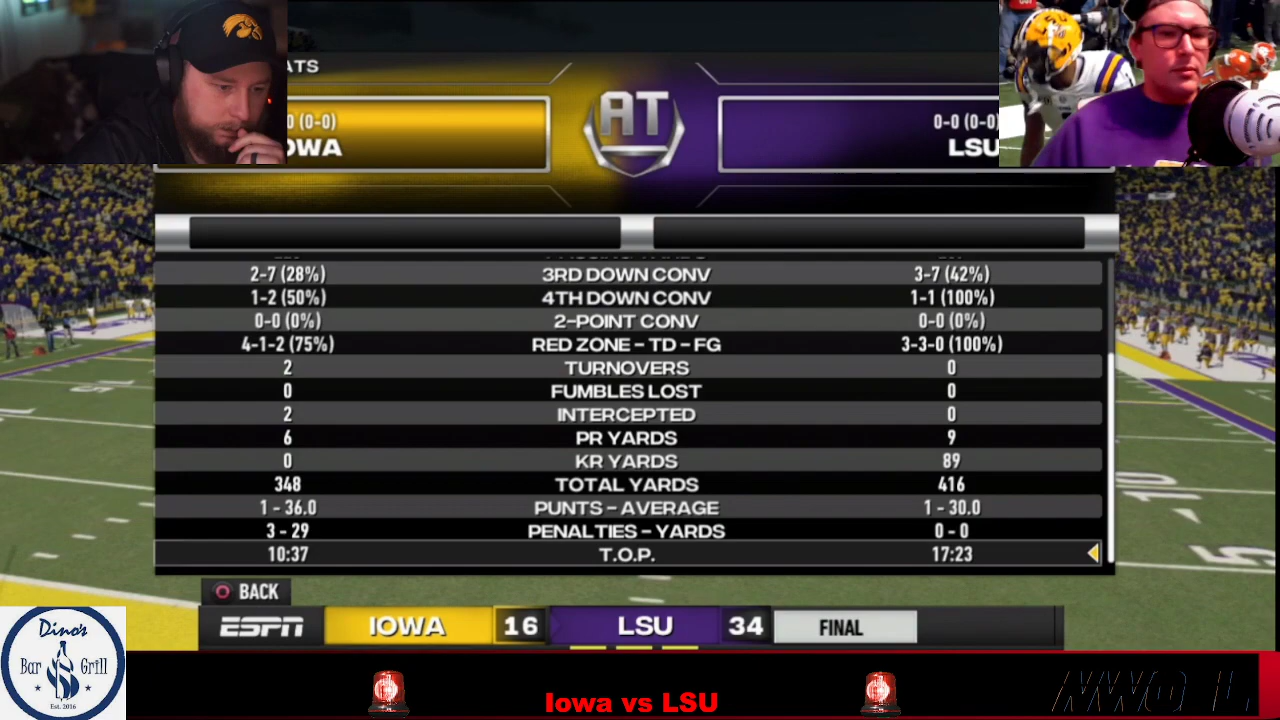 ATS
0 (0-0)
OWA
AT
0-0 (0-0)
LSU
2-7 (28%) 3RD DOWN CONV 3-7 (42%)
1-2 (50%) 4TH DOWN CONV 1-1 (100%)
0-0 (0%) 2-POINT CONV 0-0 (0%)
4-1-2 (75%) RED ZONE - TD - FG 3-3-0 (100%)
2 TURNOVERS 0
0 FUMBLES LOST 0
2 INTERCEPTED 0
6 PR YARDS 9
0 KR YARDS 89
348 TOTAL YARDS 416
1 - 36.0 PUNTS - AVERAGE 1 - 30.0
3 - 29 PENALTIES - YARDS 0 - 0
10:37 T.O.P. 17:23
BACK
ESPN IOWA 16 LSU 34 FINAL
Dino's
Bar Grill
Est. 2016
Iowa vs LSU